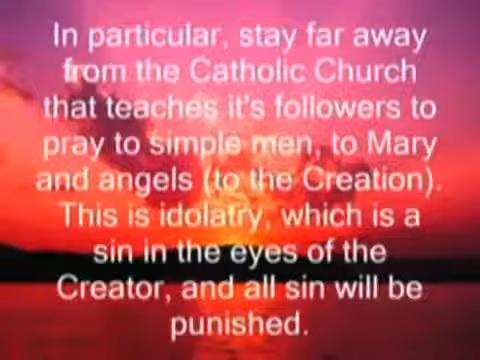 In particular, stay far away
from the Catholic Church
that teaches it's followers to
pray to simple men, to Mary
and angels (to the Creation).
This is idolatry, which is a
sin in the eyes of the
Creator, and all sin will be
punished.